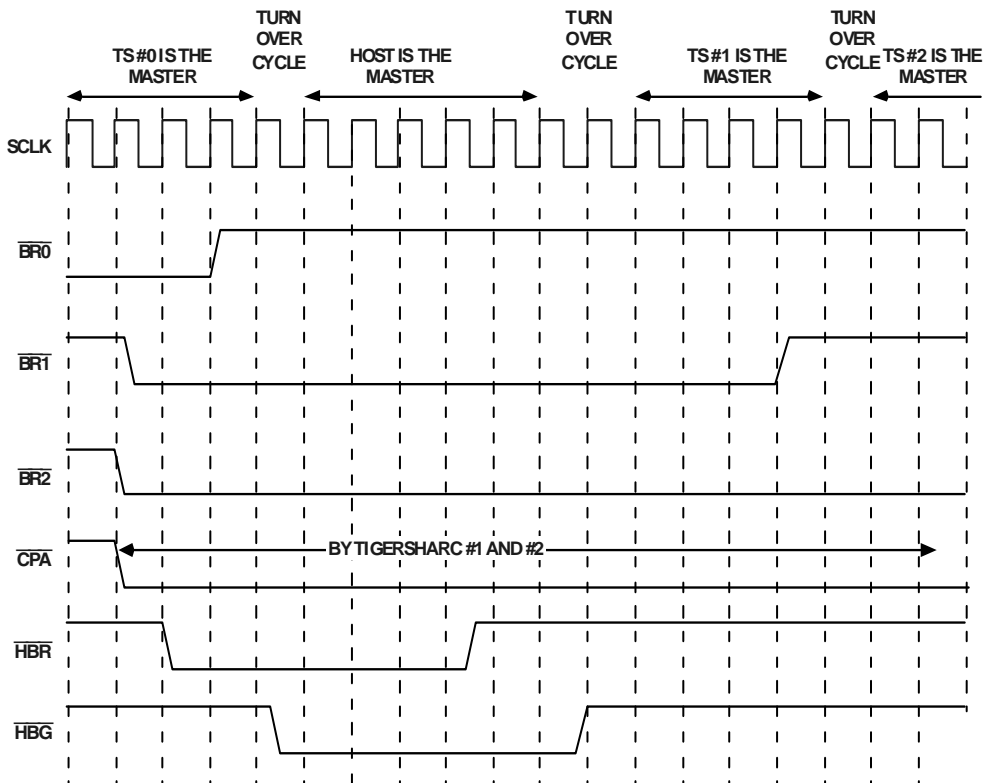 TURN
OVER
CYCLE
TS #0 IS THE
MASTER
HOST IS THE
MASTER
TURN
OVER
CYCLE
TS #1 IS THE
MASTER
TURN
OVER
CYCLE
TS #2 IS THE
MASTER
SCLK
BR0
BR1
BR2
CPA
BY TIGERSHARC #1 AND #2
HBR
HBG